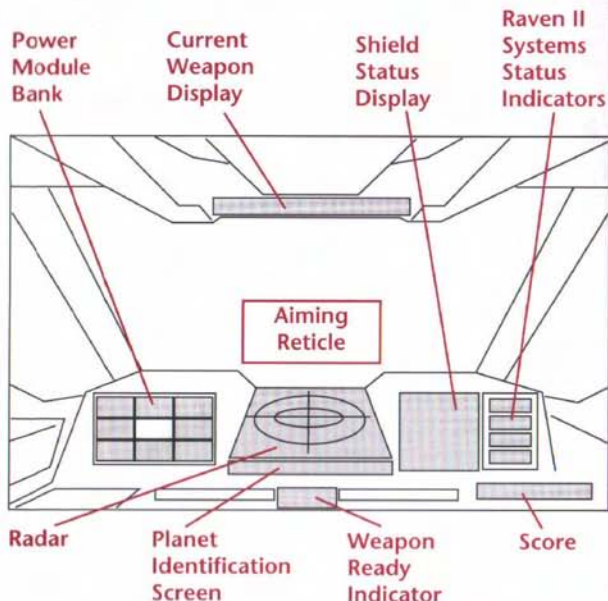 Power
Module
Bank
Current
Weapon
Display
Shield
Status
Display
Raven II
Systems
Status
Indicators
Aiming
Reticle
Radar
Planet
Identification
Screen
Weapon
Ready
Indicator
Score